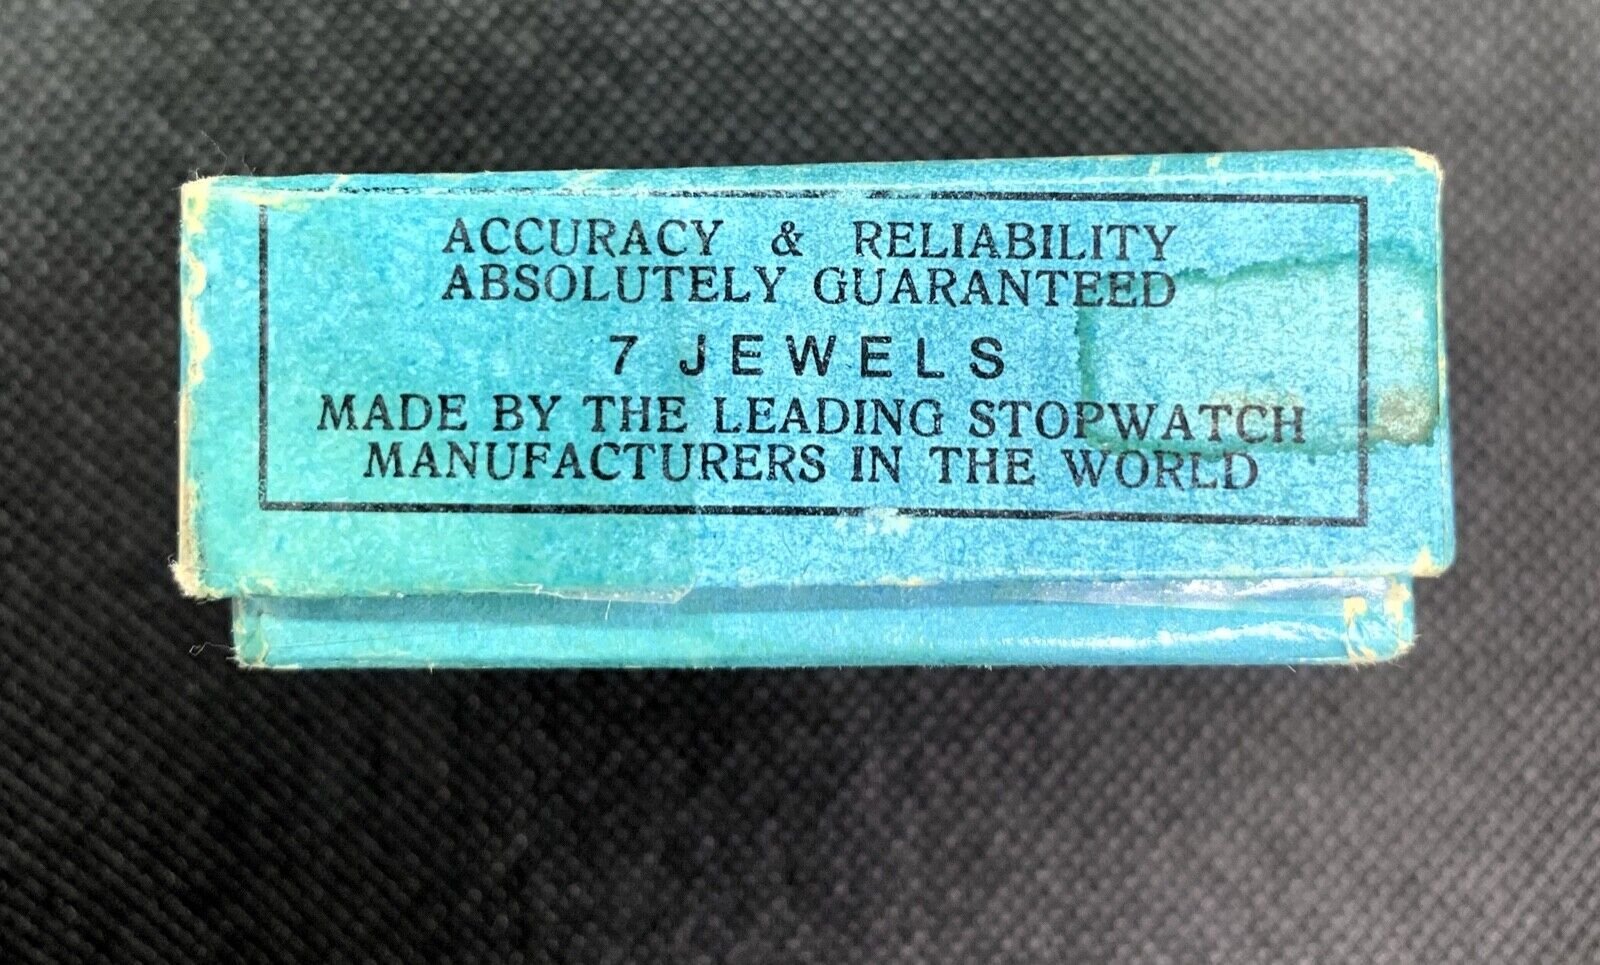 ACCURACY & RELIABILITY
ABSOLUTELY GUARANTEED
7 JEWELS
MADE BY THE LEADING STOPWATCH
MANUFACTURERS IN THE WORLD